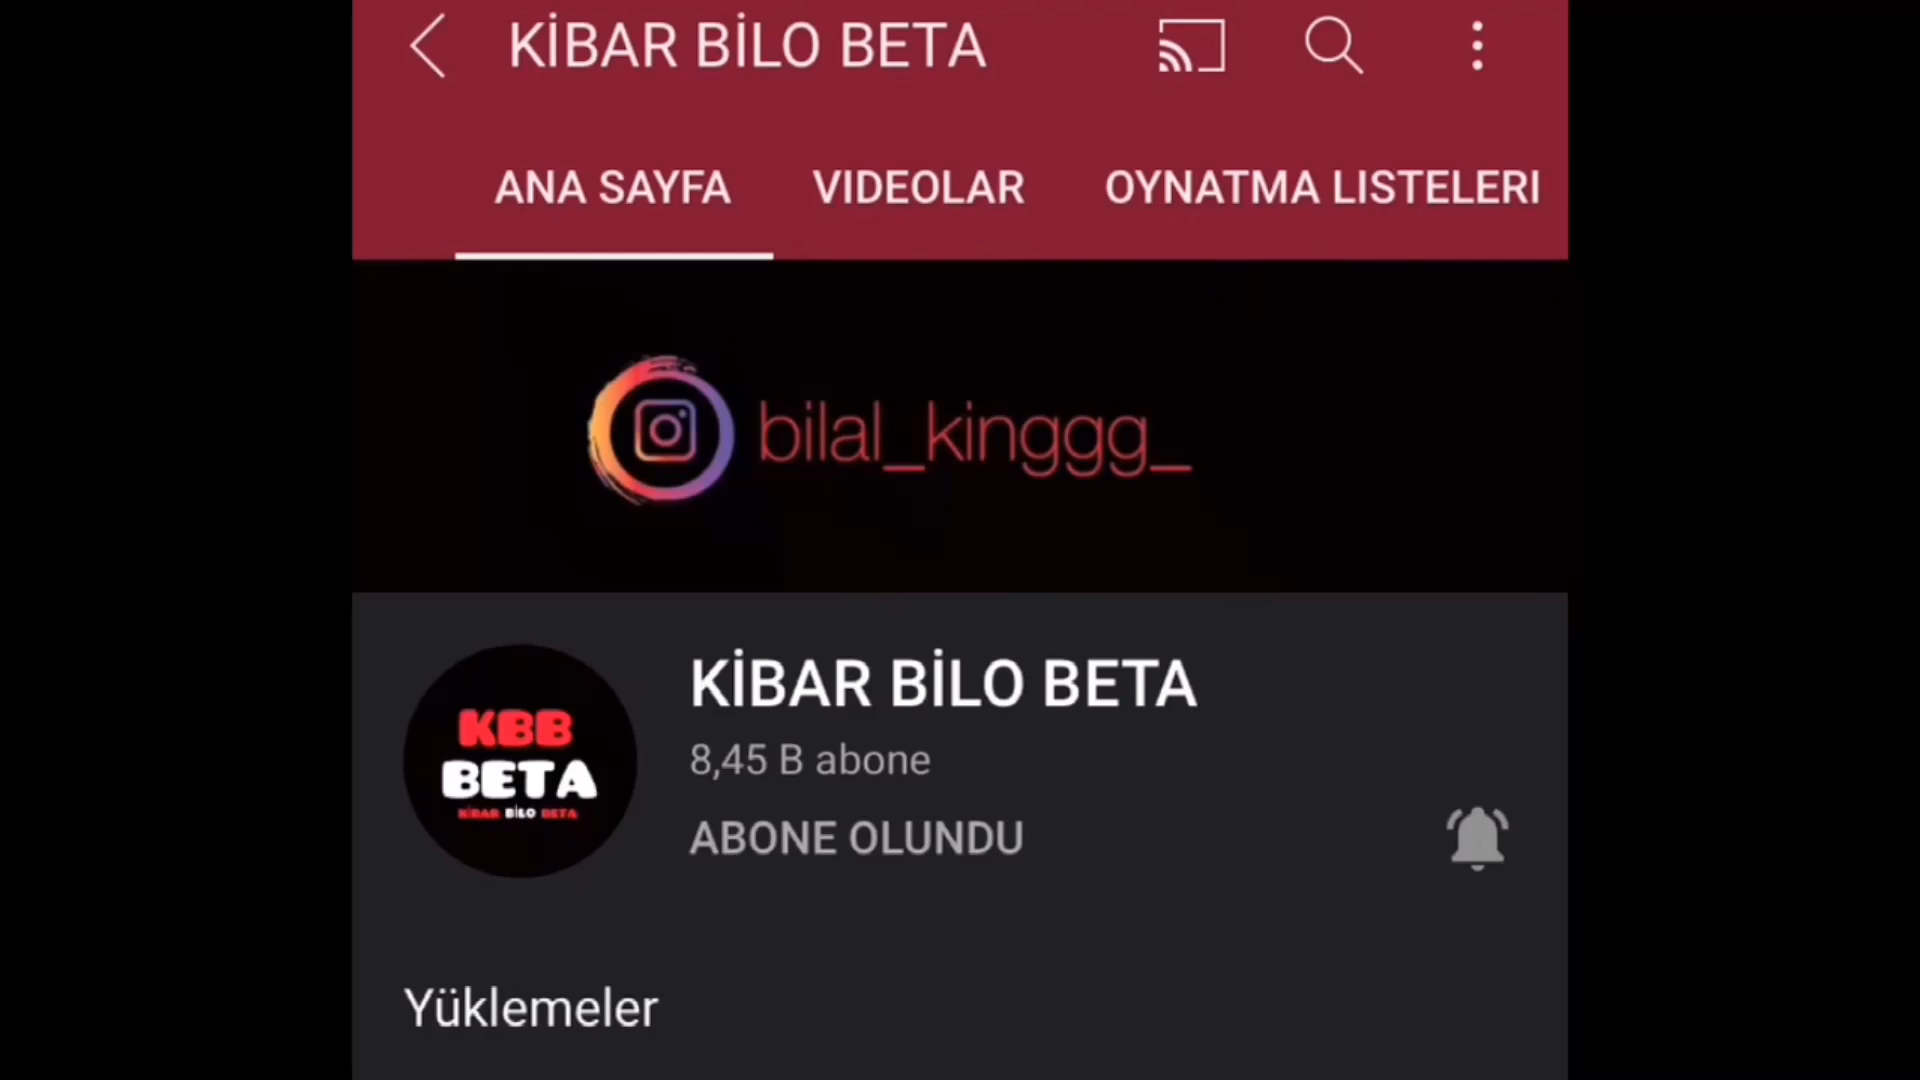 KİBAR BİLO BETA
ANA SAYFA VIDEOLAR OYNATMA LISTELERI
bilal_kinggg_
KİBAR BİLO BETA
8,45 B abone
ABONE OLUNDU
KBB
BETA
KİBAR BİLO BETA
Yüklemeler